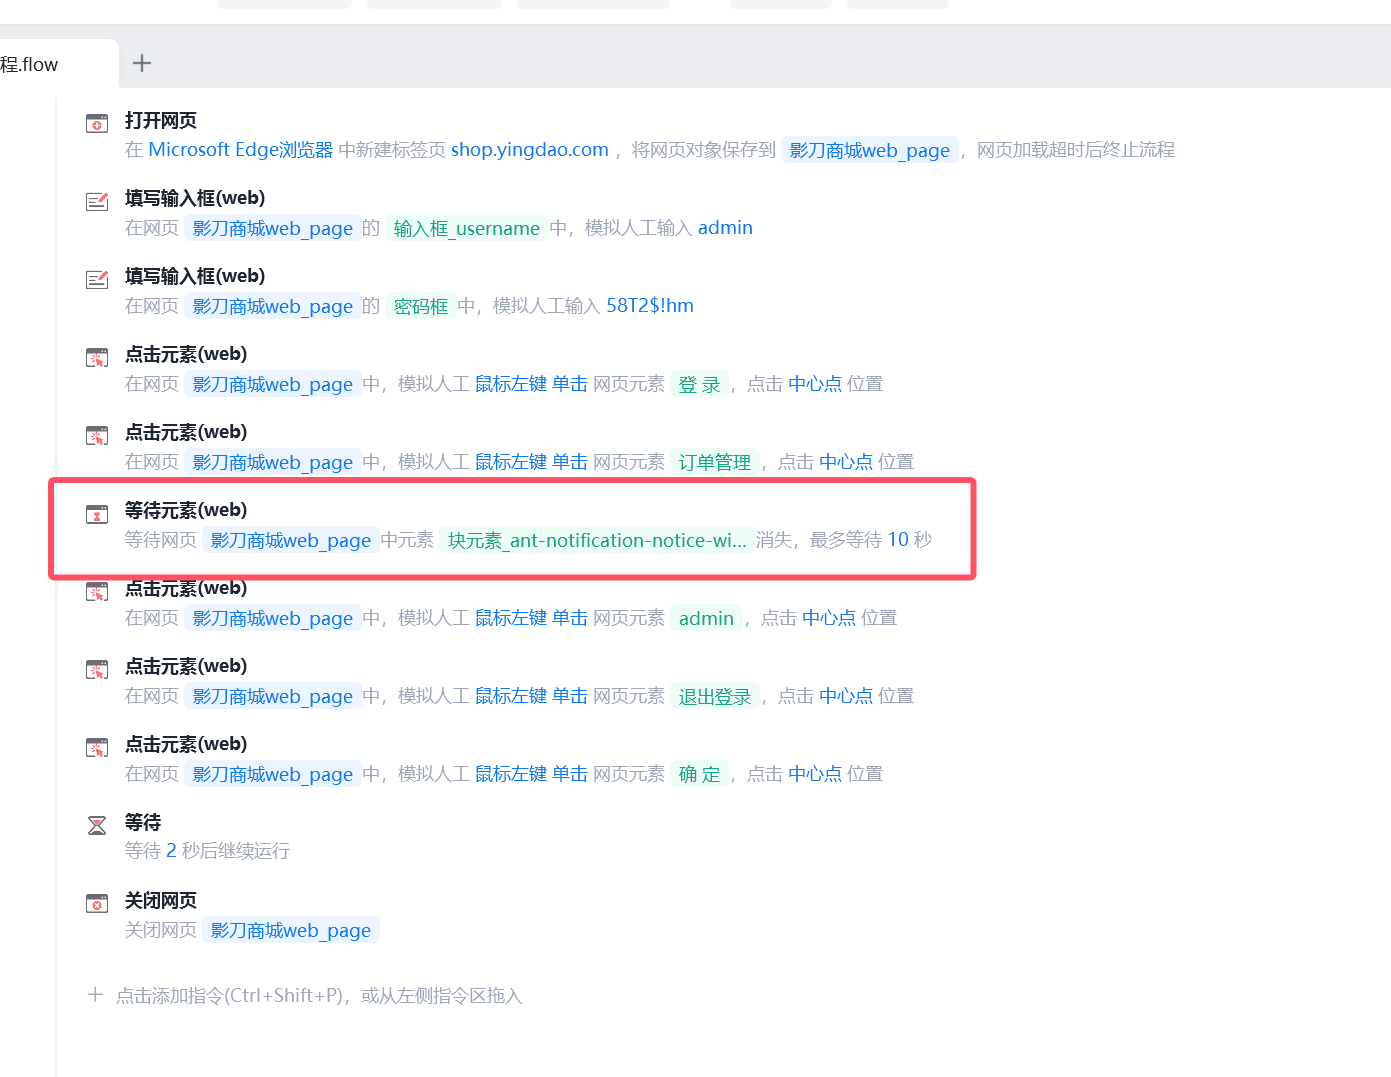 程.flow
打开网页
在 Microsoft Edge浏览器 中新建标签页 shop.yingdao.com ，将网页对象保存到 影刀商城web_page ，网页加载超时后终止流程
填写输入框(web)
在网页 影刀商城web_page 的 输入框_username 中，模拟人工输入 admin
填写输入框(web)
在网页 影刀商城web_page 的 密码框 中，模拟人工输入 58T2$!hm
点击元素(web)
在网页 影刀商城web_page 中，模拟人工 鼠标左键 单击 网页元素 登 录 ，点击 中心点 位置
点击元素(web)
在网页 影刀商城web_page 中，模拟人工 鼠标左键 单击 网页元素 订单管理 ，点击 中心点 位置
等待元素(web)
等待网页 影刀商城web_page 中元素 块元素_ant-notification-notice-wi... 消失，最多等待 10 秒
点击元素(web)
在网页 影刀商城web_page 中，模拟人工 鼠标左键 单击 网页元素 admin ，点击 中心点 位置
点击元素(web)
在网页 影刀商城web_page 中，模拟人工 鼠标左键 单击 网页元素 退出登录 ，点击 中心点 位置
点击元素(web)
在网页 影刀商城web_page 中，模拟人工 鼠标左键 单击 网页元素 确 定 ，点击 中心点 位置
等待
等待 2 秒后继续运行
关闭网页
关闭网页 影刀商城web_page
点击添加指令(Ctrl+Shift+P)，或从左侧指令区拖入